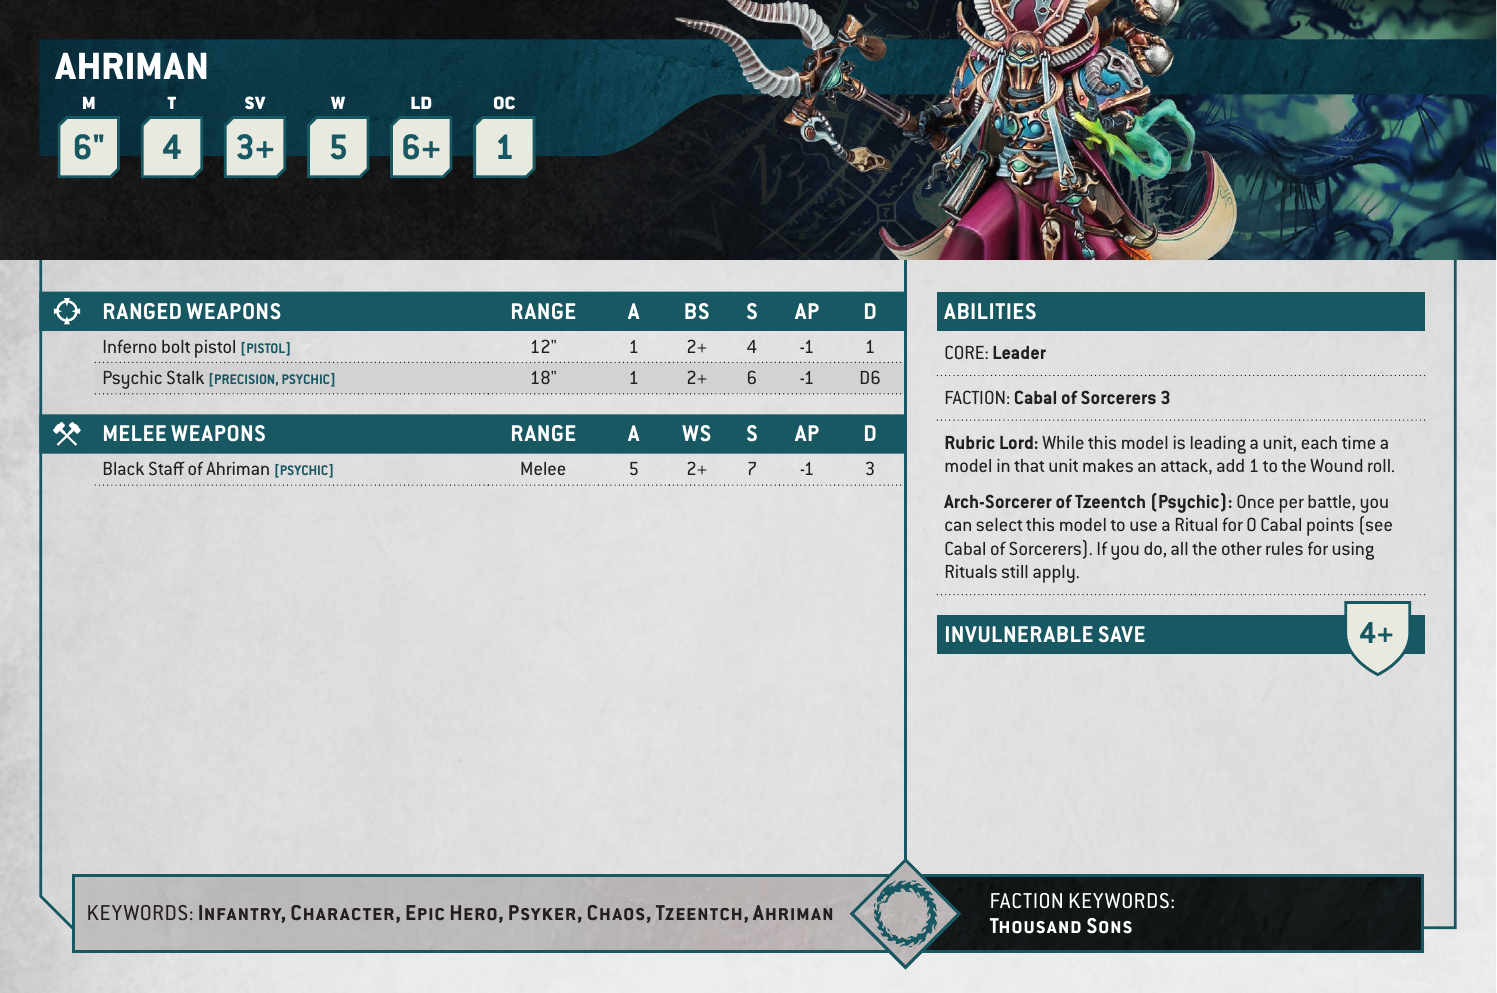 AHRIMAN
M T SV W LD OC
6" 4 3+ 5 6+ 1
RANGED WEAPONS RANGE A BS S AP D
Inferno bolt pistol [PISTOL] 12" 1 2+ 4 -1 1
Psychic Stalk [PRECISION, PSYCHIC] 18" 1 2+ 6 -1 D6
MELEE WEAPONS RANGE A WS S AP D
Black Staff of Ahriman [PSYCHIC] Melee 5 2+ 7 -1 3
ABILITIES
CORE: Leader
FACTION: Cabal of Sorcerers 3
Rubric Lord: While this model is leading a unit, each time a
model in that unit makes an attack, add 1 to the Wound roll.
Arch-Sorcerer of Tzeentch (Psychic): Once per battle, you
can select this model to use a Ritual for 0 Cabal points (see
Cabal of Sorcerers). If you do, all the other rules for using
Rituals still apply.
INVULNERABLE SAVE 4+
KEYWORDS: Infantry, Character, Epic Hero, Psyker, Chaos, Tzeentch, Ahriman
FACTION KEYWORDS:
Thousand Sons